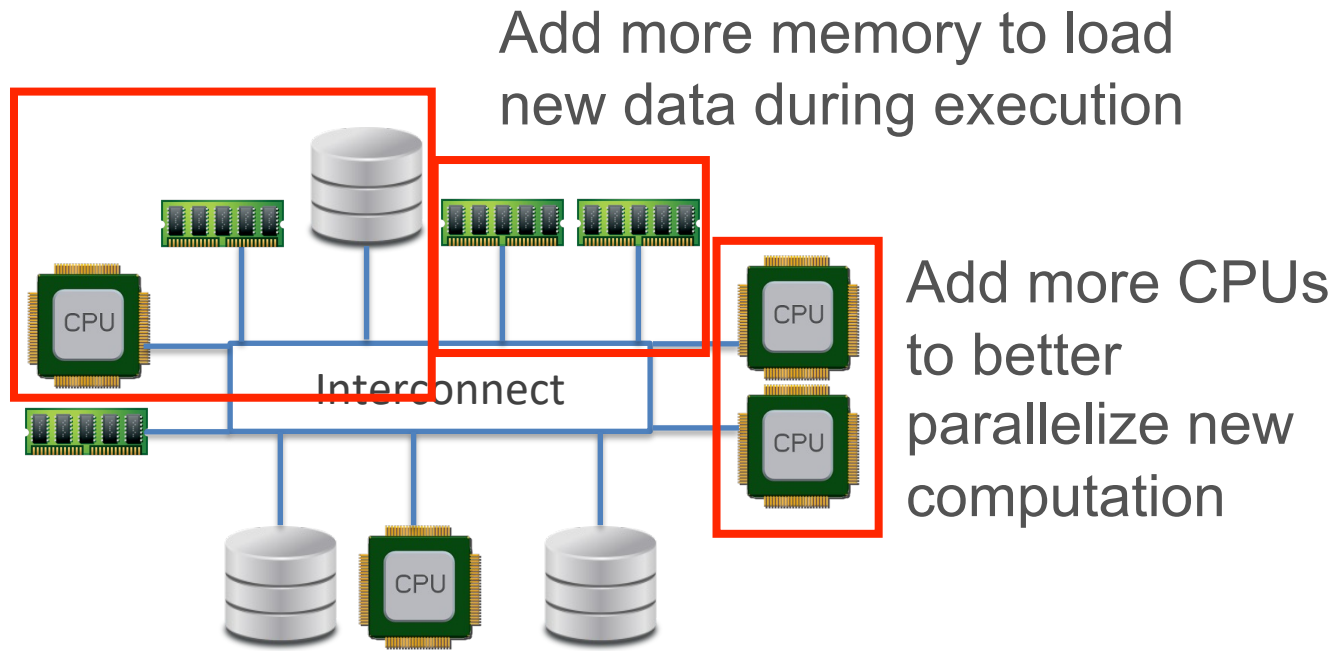 Add more memory to load
new data during execution
CPU
CPU
Add more CPUs
to better
parallelize new
computation
Interconnect
CPU
CPU